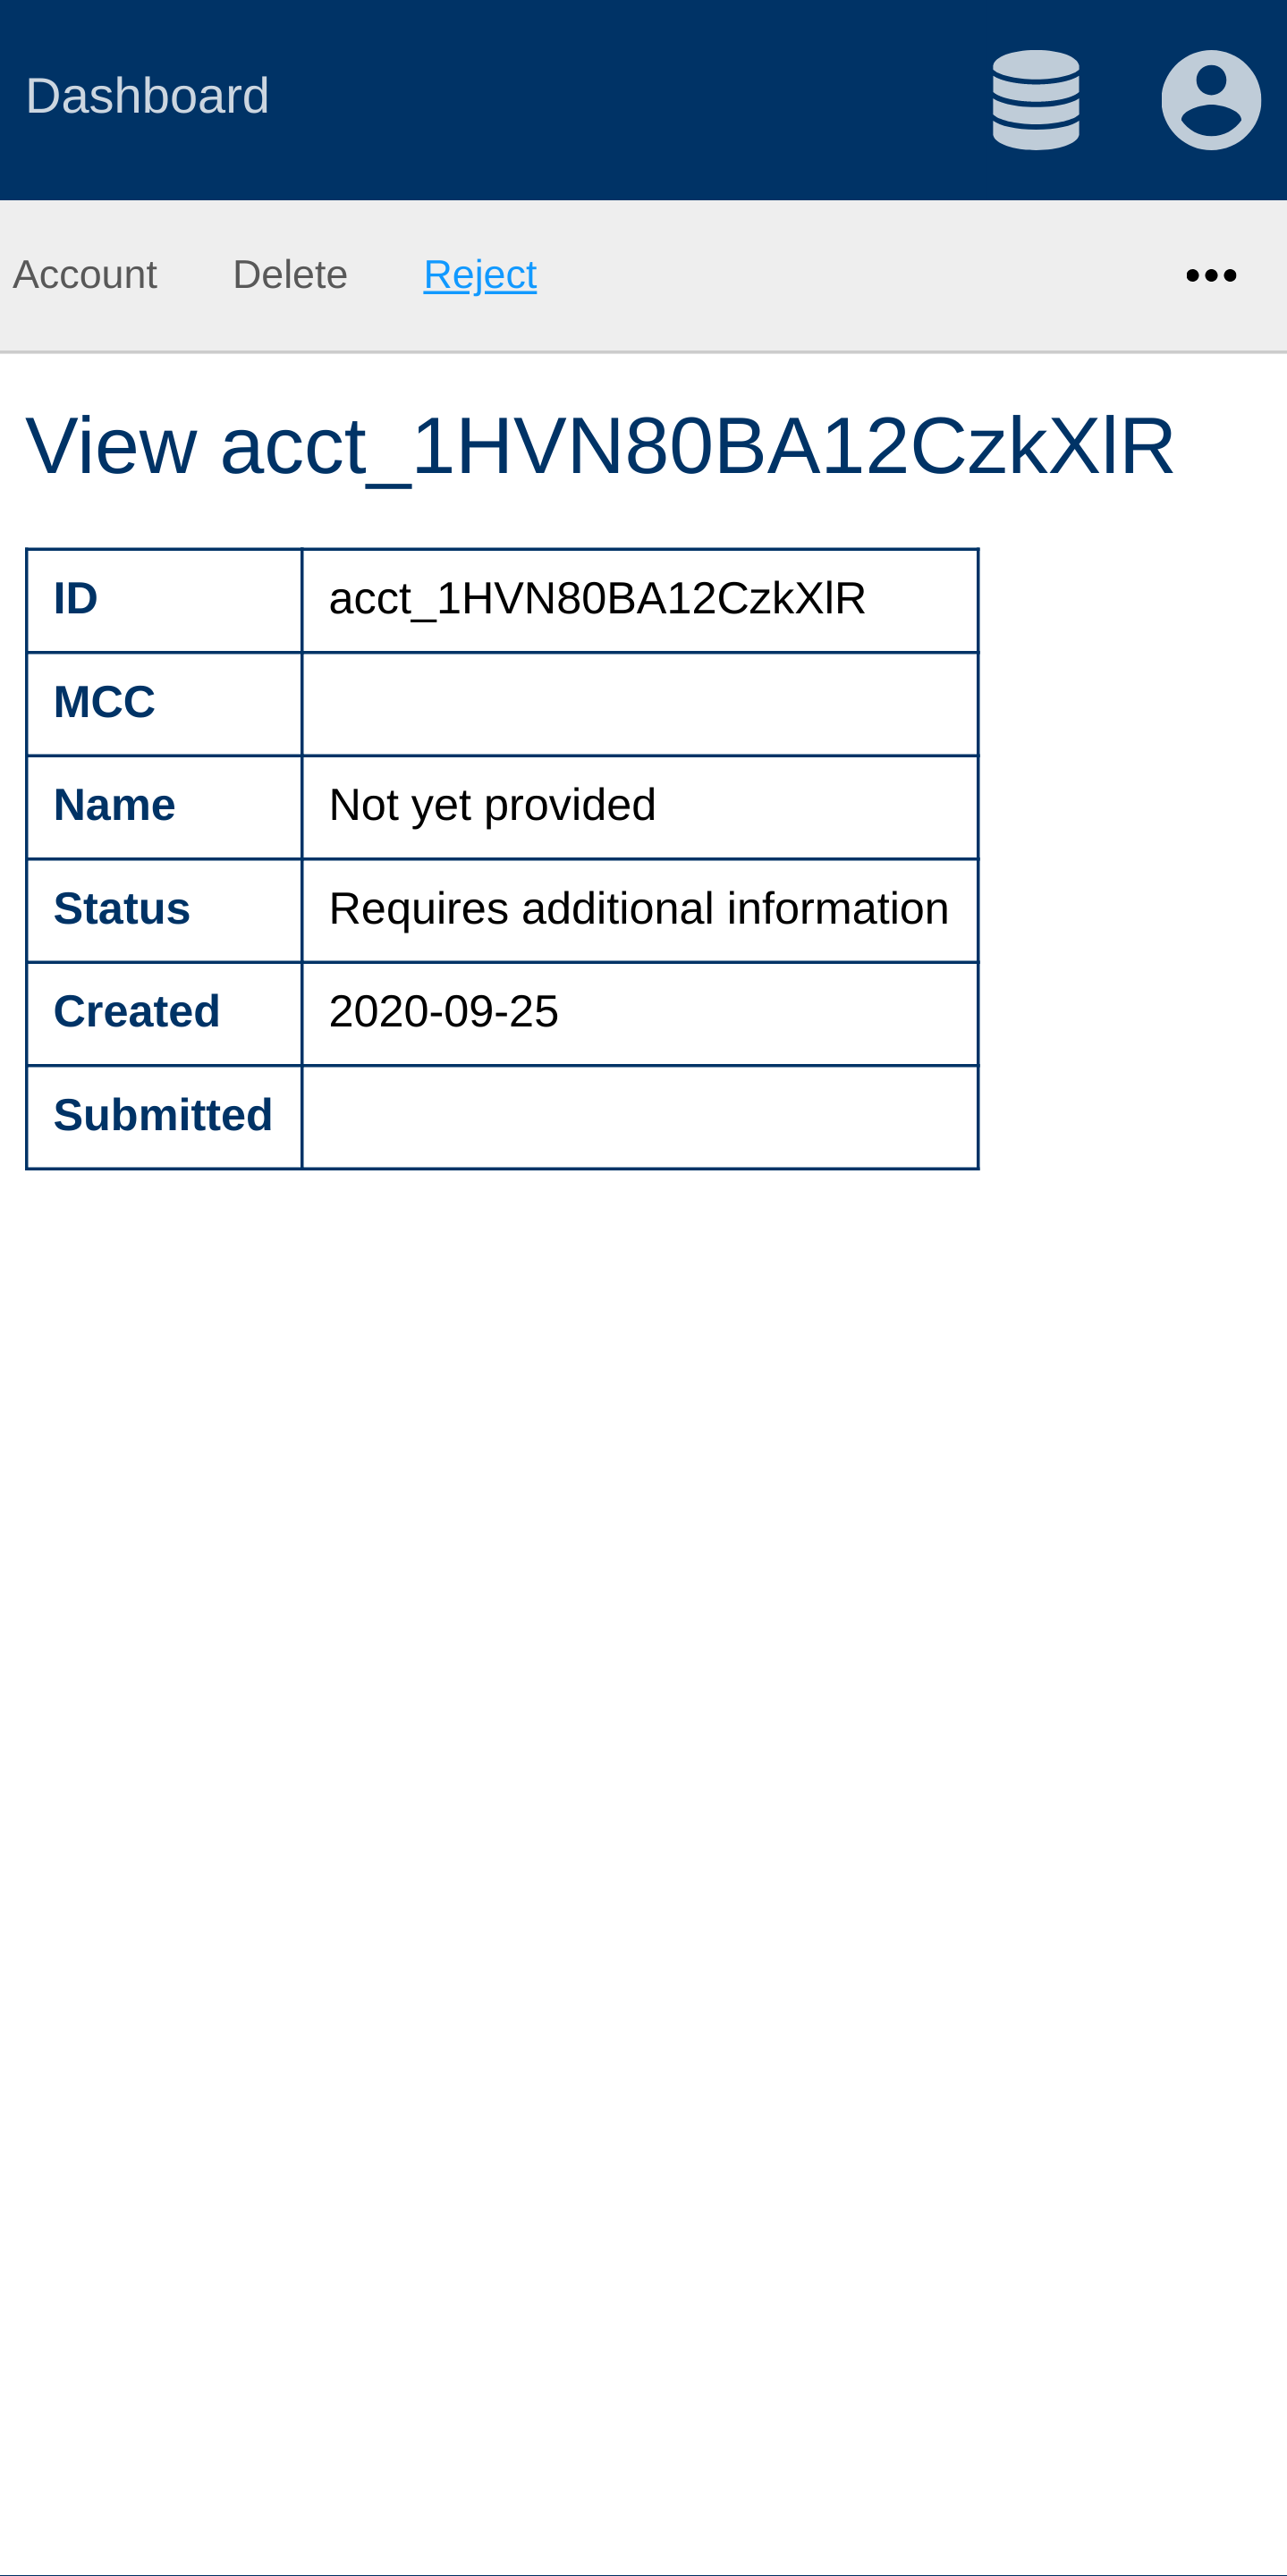 Dashboard
Account Delete Reject
View acct_1HVN80BA12CzkXlR
ID acct_1HVN80BA12CzkXlR
MCC
Name Not yet provided
Status Requires additional information
Created 2020-09-25
Submitted